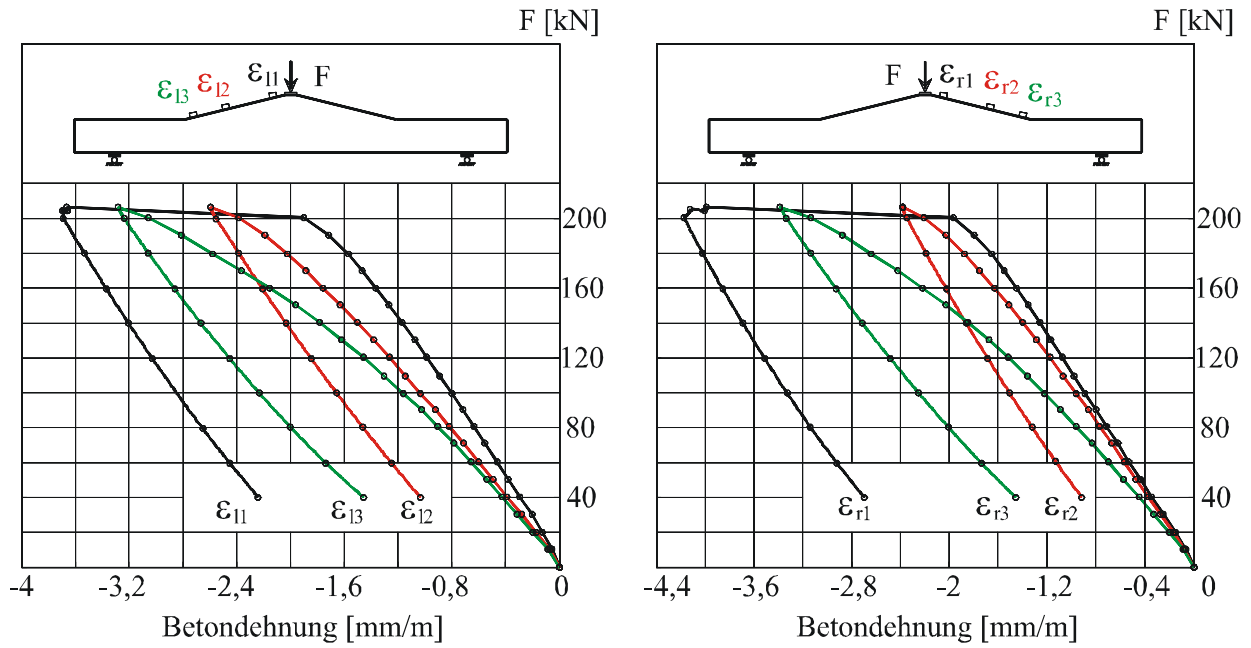 F [kN]
εl3 εl2 εl1 F
200
160
120
80
40
εl1 εl3 εl2
-4 -3,2 -2,4 -1,6 -0,8 0
Betondehnung [mm/m]
F [kN]
F εr1 εr2 εr3
200
160
120
80
40
εr1 εr3 εr2
-4,4 -3,6 -2,8 -2 -1,2 -0,4 0
Betondehnung [mm/m]